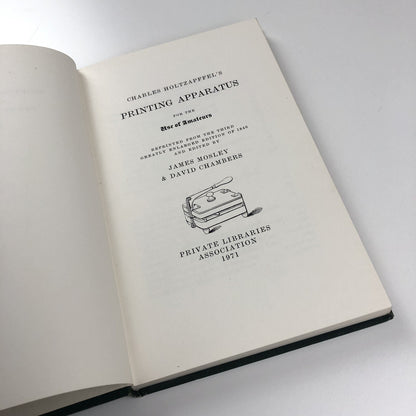 CHARLES HOLTZAPFFEL'S
PRINTING APPARATUS
FOR THE
Use of Amateurs
REPRINTED FROM THE THIRD
GREATLY ENLARGED EDITION OF 1846
AND EDITED BY
JAMES MOSLEY
& DAVID CHAMBERS
PRIVATE LIBRARIES
ASSOCIATION
1971